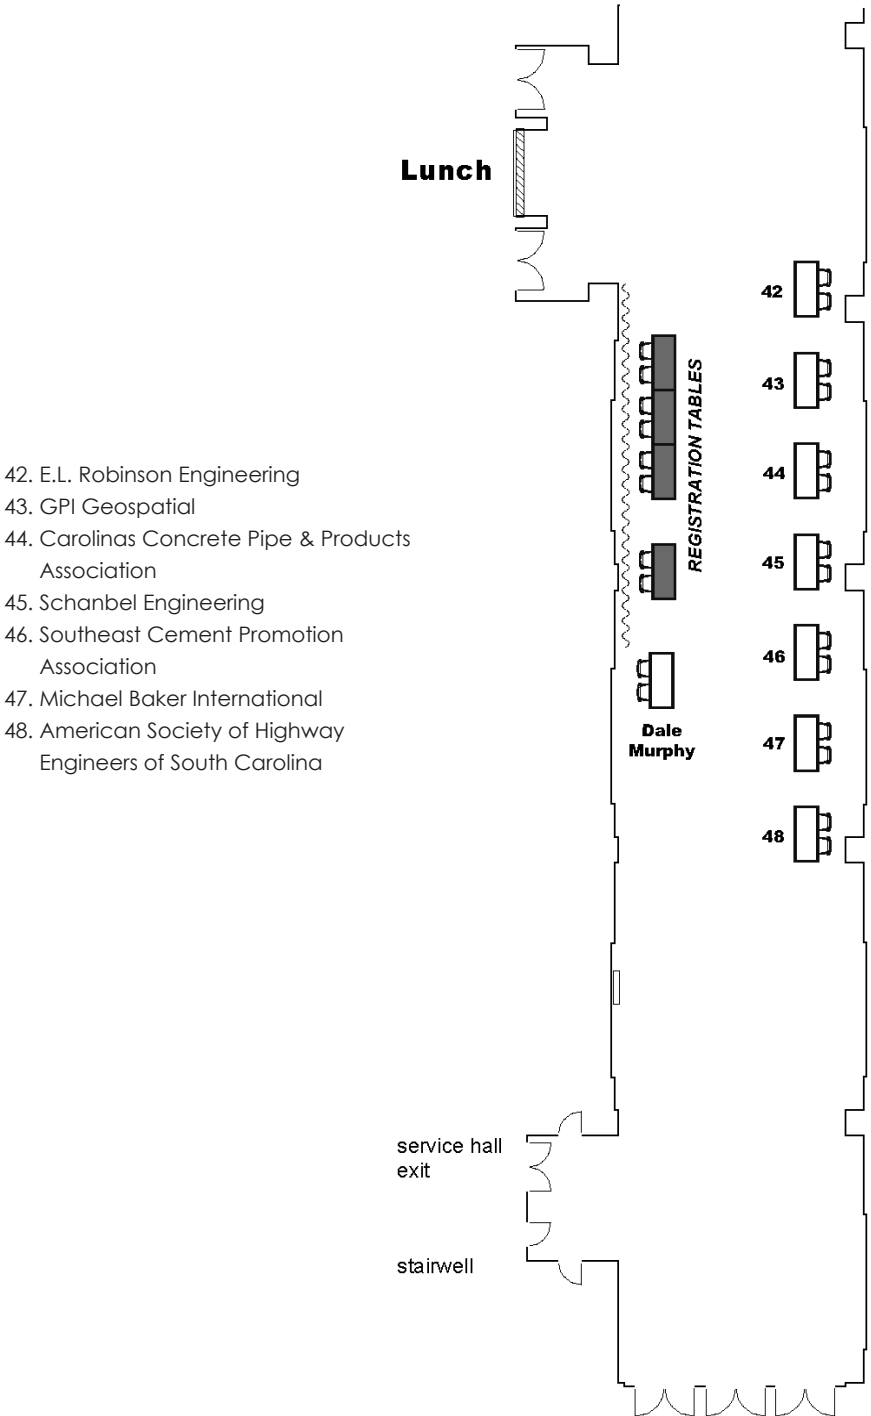 Lunch
42
43
REGISTRATION TABLES
44
45
46
Dale
Murphy
47
48
42. E.L. Robinson Engineering
43. GPI Geospatial
44. Carolinas Concrete Pipe & Products
Association
45. Schanbel Engineering
46. Southeast Cement Promotion
Association
47. Michael Baker International
48. American Society of Highway
Engineers of South Carolina
service hall
exit
stairwell